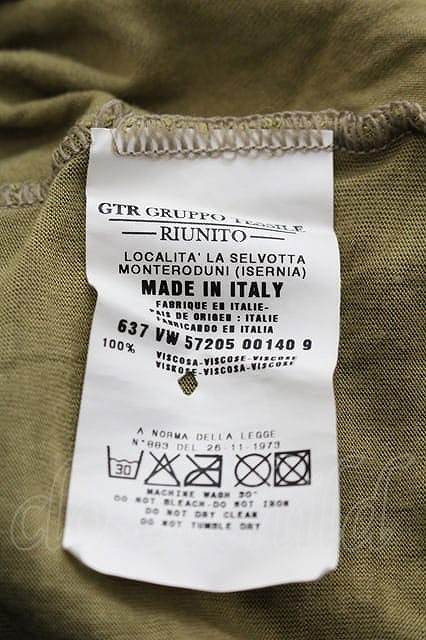 GTR GRUPPO TESSILE
RIUNITO
LOCALITA' LA SELVOTTA
MONTERODUNI (ISERNIA)
MADE IN ITALY
FABRIQUE EN ITALIE-
PAIS DE ORIGEN : ITALIE
FABRICANDO EN ITALIA
637 VW 57205 00140 9
100% VISCOSA-VISCOSE-VISCOSE
VISKOSE-VISCOSA-VISCOSE
A NORMA DELLA LEGGE
N°883 DEL 26-11-1973
30
MACHINE WASH 30°
DO NOT BLEACH-DO NOT IRON
DO NOT DRY CLEAN
DO NOT TUMBLE DRY